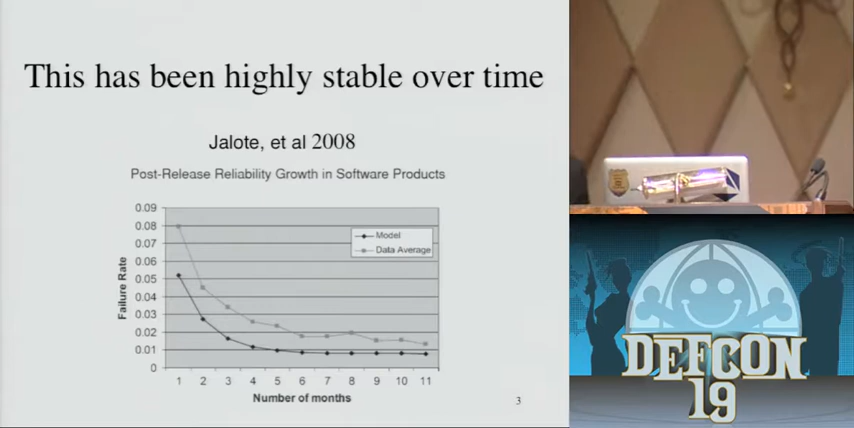 This has been highly stable over time
Jalote, et al 2008
Post-Release Reliability Growth in Software Products
0.09
0.08
0.07
0.06
0.05
0.04
0.03
0.02
0.01
0
Failure Rate
Model
Data Average
1 2 3 4 5 6 7 8 9 10 11
Number of months
3
DEFCON
19